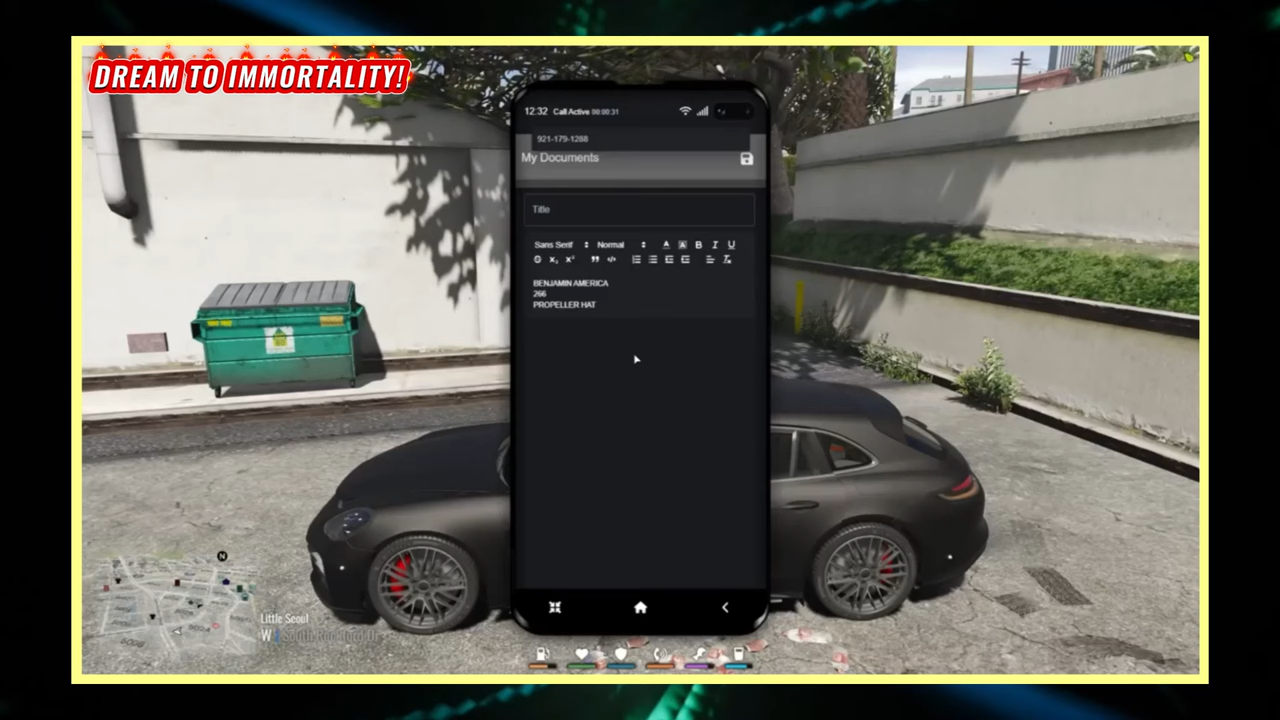 DREAM TO IMMORTALITY!
12:32 Call Active 00:00:31
921-179-1288
My Documents
Title
Sans Serif Normal
BENJAMIN AMERICA
266
PROPELLER HAT
N
Little Seoul
W